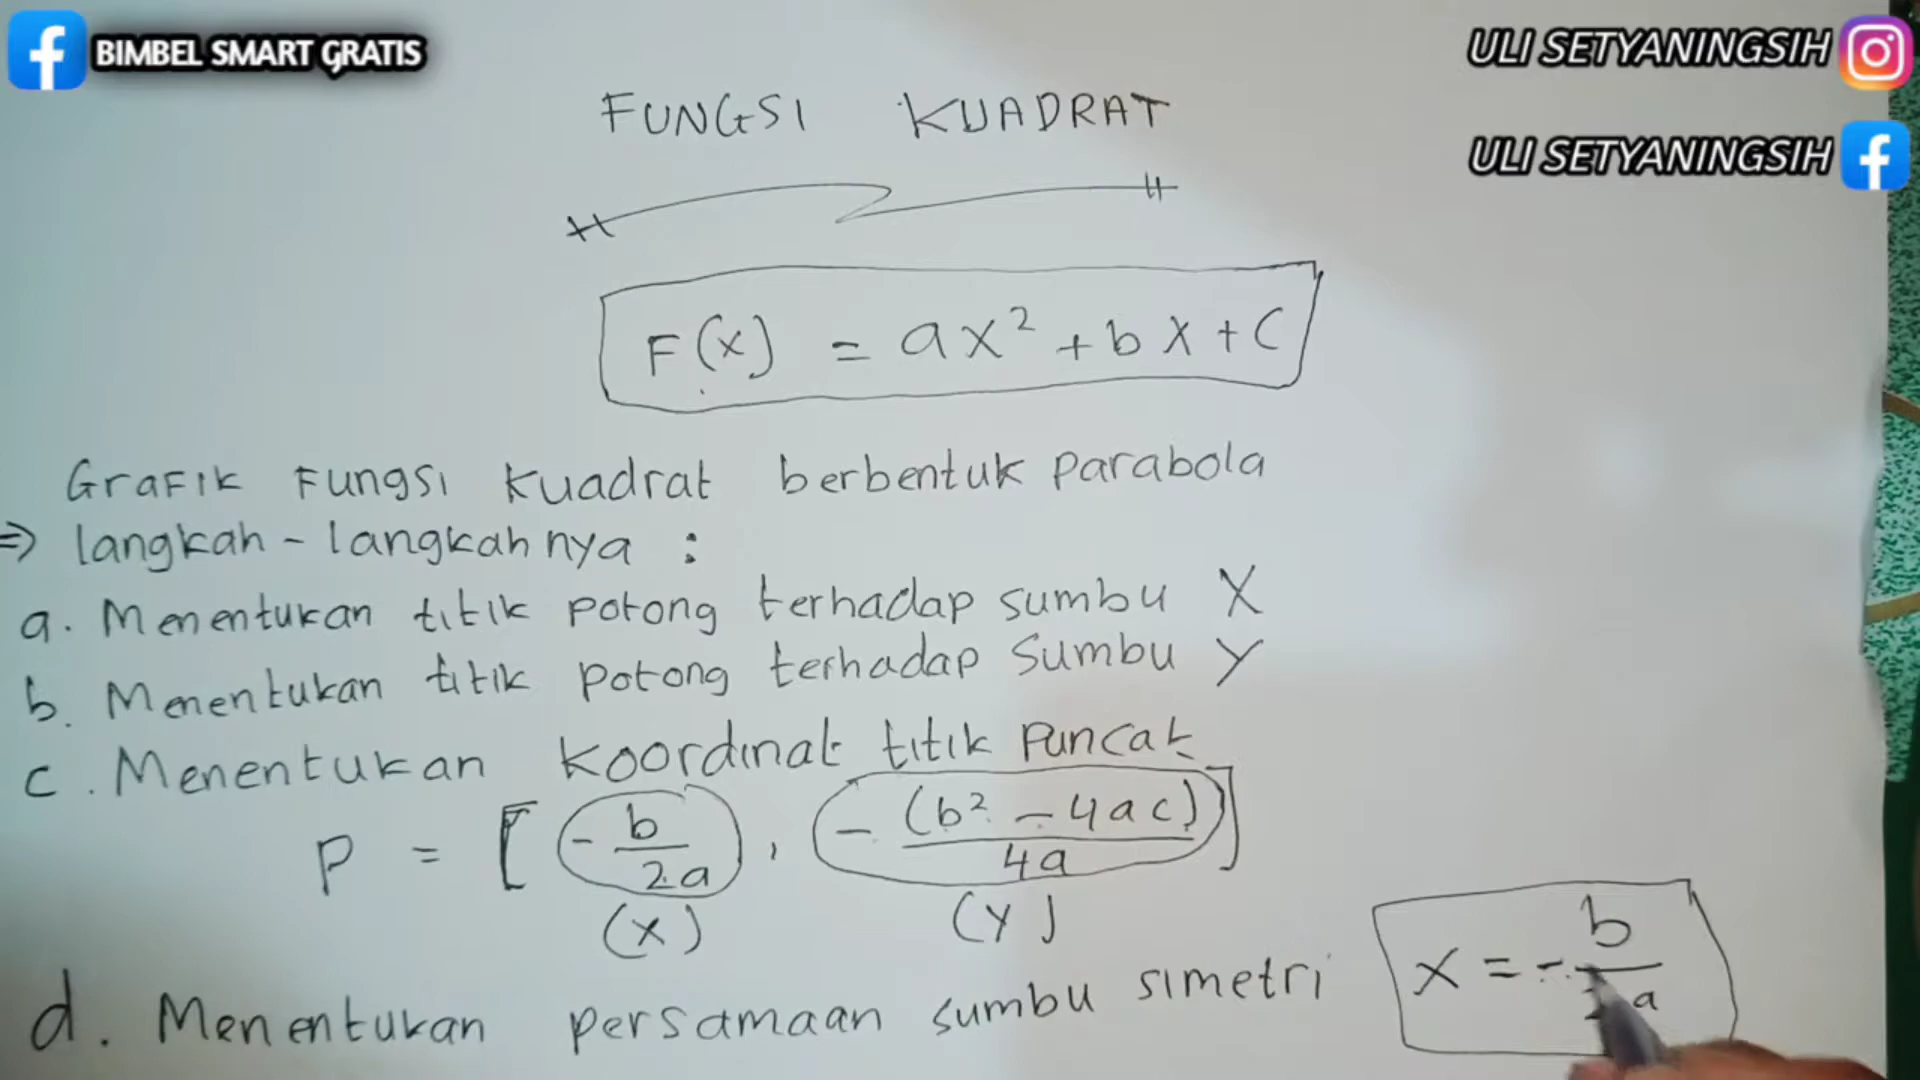 BIMBEL SMART GRATIS
ULI SETYANINGSIH
ULI SETYANINGSIH
FUNGSI KUADRAT
F(x) = ax² + bx + c
Grafik Fungsi Kuadrat berbentuk parabola
⇒ langkah - langkahnya :
a. Menentukan titik potong terhadap sumbu X
b. Menentukan titik potong terhadap sumbu Y
c. Menentukan koordinat titik puncak
P = [ - b/2a , - (b² - 4ac)/4a ]
(x) (y)
d. Menentukan persamaan sumbu simetri x = - b/2a